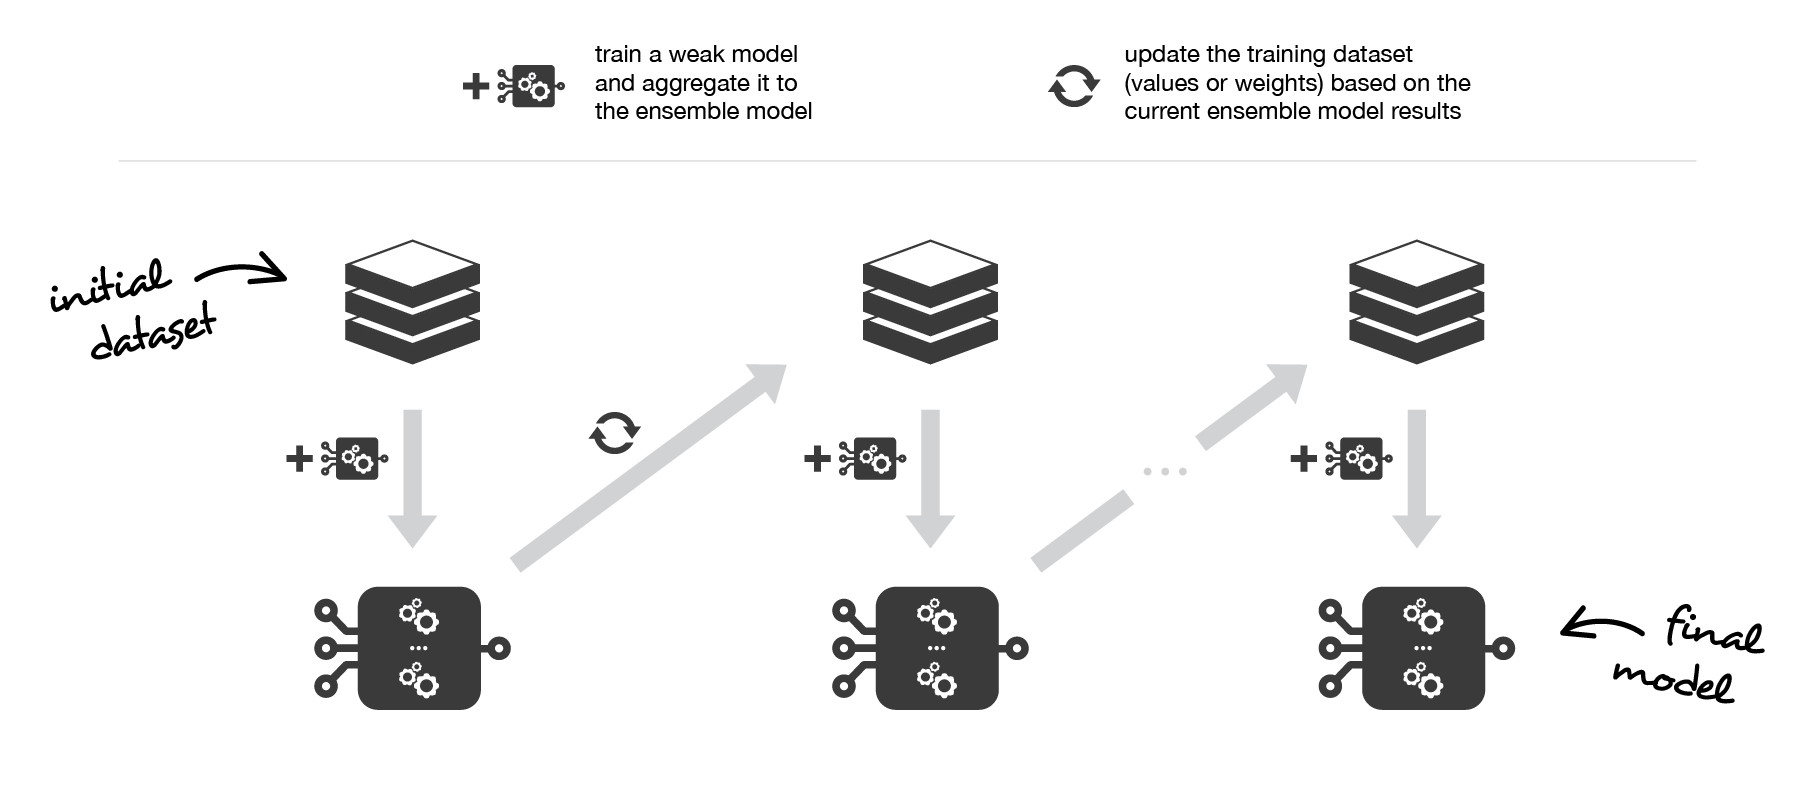 train a weak model
and aggregate it to
the ensemble model
update the training dataset
(values or weights) based on the
current ensemble model results
initial
dataset
final
model